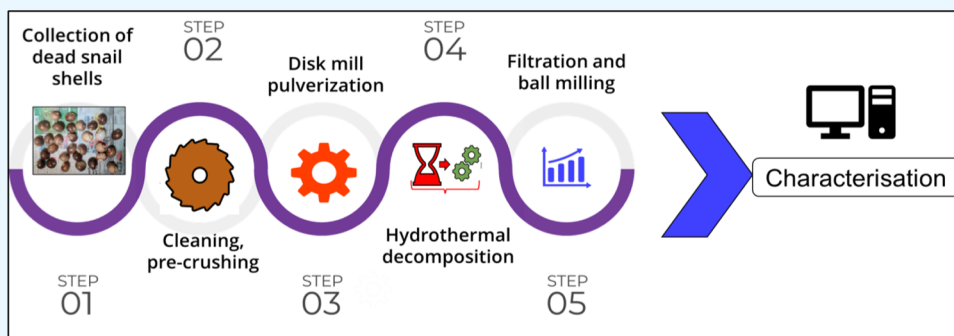 Collection of
dead snail
shells
STEP
01
STEP
02
Cleaning,
pre-crushing
Disk mill
pulverization
STEP
03
STEP
04
Hydrothermal
decomposition
Filtration and
ball milling
STEP
05
Characterisation